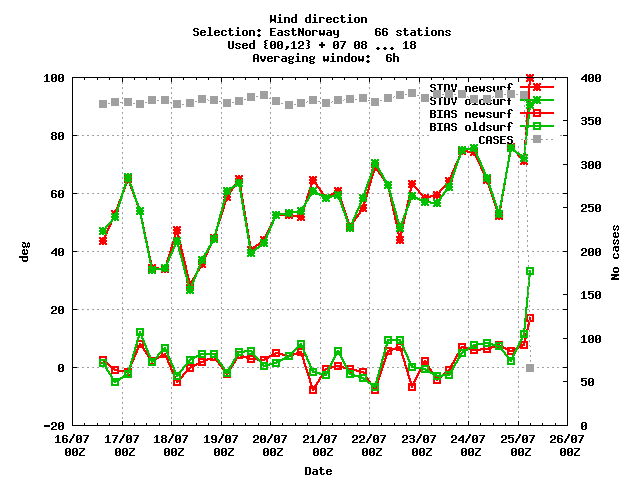 Wind direction
Selection: EastNorway     66 stations
Used {00,12} + 07 08 ... 18
Averaging window:  6h
100
80
60
40
20
0
-20
deg
400
350
300
250
200
150
100
50
0
No cases
STDV newsurf
STDV oldsurf
BIAS newsurf
BIAS oldsurf
CASES
16/07 17/07 18/07 19/07 20/07 21/07 22/07 23/07 24/07 25/07 26/07
00Z 00Z 00Z 00Z 00Z 00Z 00Z 00Z 00Z 00Z 00Z
Date